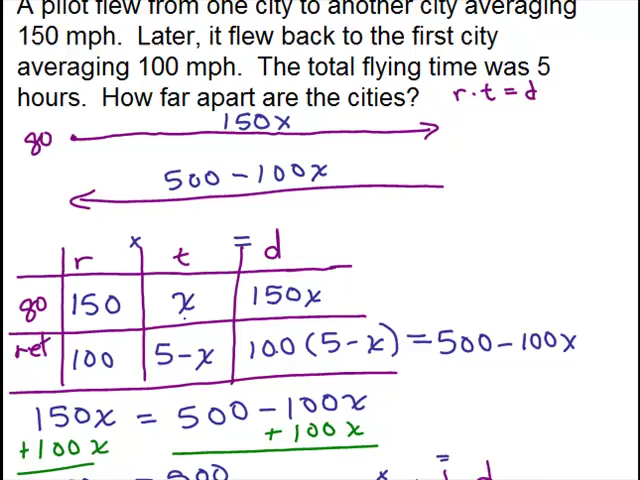 A pilot flew from one city to another city averaging
150 mph. Later, it flew back to the first city
averaging 100 mph. The total flying time was 5
hours. How far apart are the cities? r·t = d
go 150x
500 - 100x
r x t = d
go 150 x 150x
ret 100 5-x 100(5-x) = 500 - 100x
150x = 500 - 100x
+100x + 100x